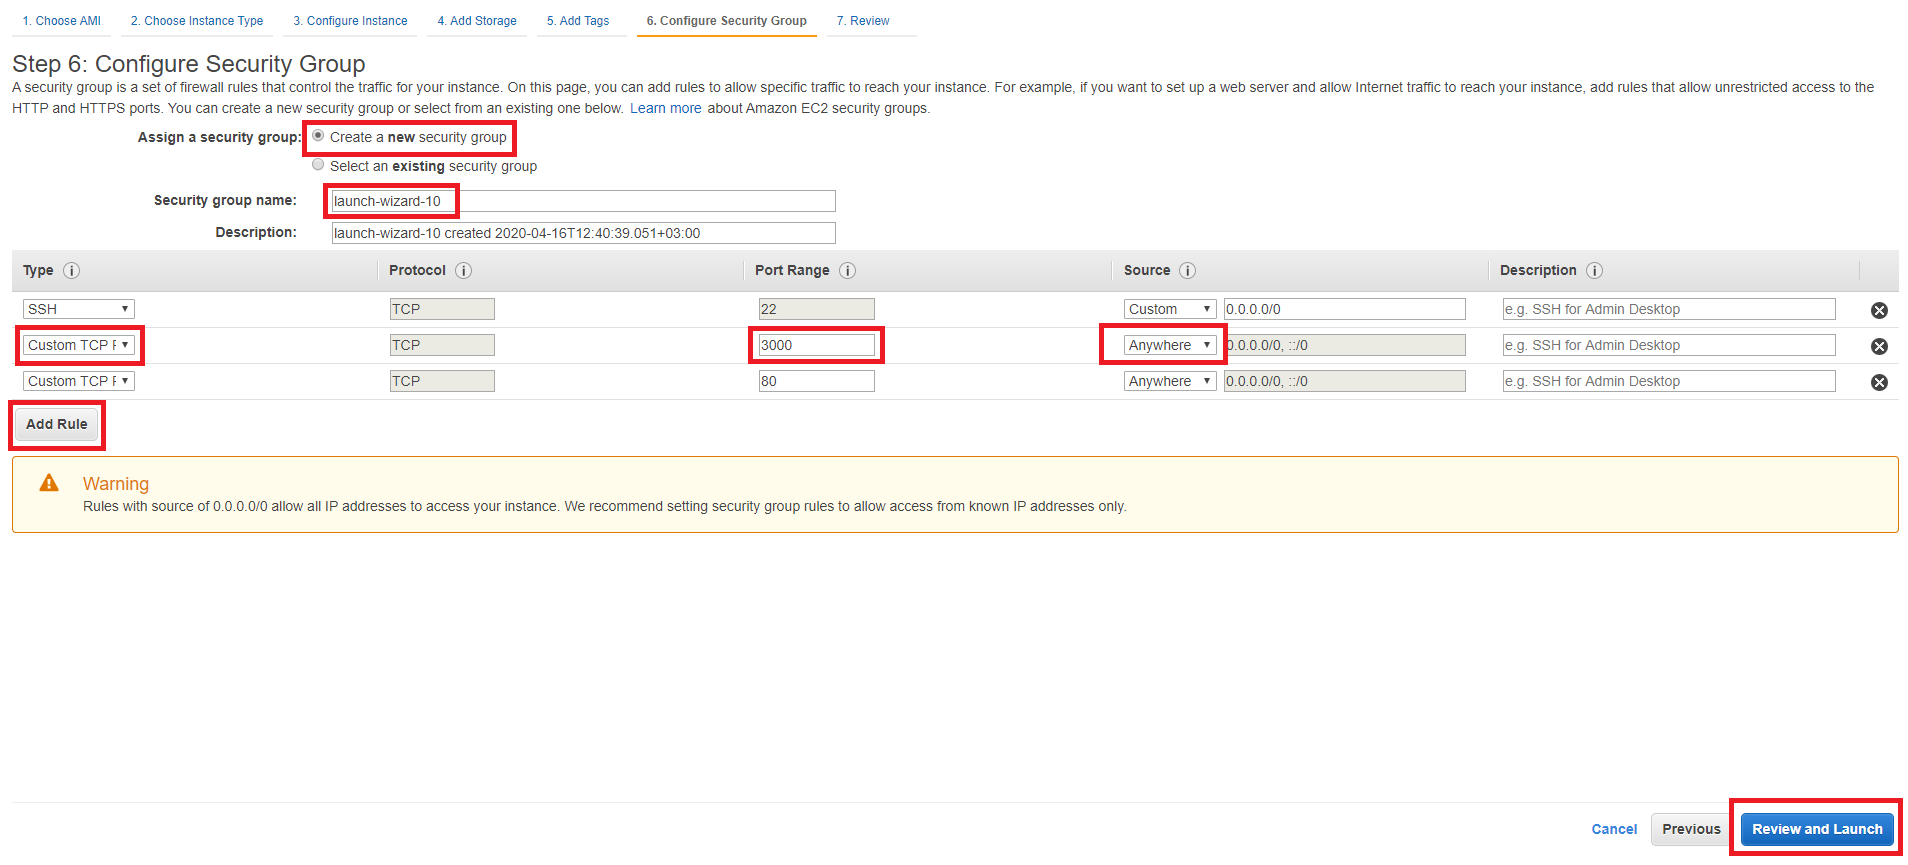 1. Choose AMI 2. Choose Instance Type 3. Configure Instance 4. Add Storage 5. Add Tags 6. Configure Security Group 7. Review
Step 6: Configure Security Group
A security group is a set of firewall rules that control the traffic for your instance. On this page, you can add rules to allow specific traffic to reach your instance. For example, if you want to set up a web server and allow Internet traffic to reach your instance, add rules that allow unrestricted access to the
HTTP and HTTPS ports. You can create a new security group or select from an existing one below. Learn more about Amazon EC2 security groups.
Assign a security group: Create a new security group
Select an existing security group
Security group name: launch-wizard-10
Description: launch-wizard-10 created 2020-04-16T12:40:39.051+03:00
Type i Protocol i Port Range i Source i Description i
SSH TCP 22 Custom 0.0.0.0/0 e.g. SSH for Admin Desktop
Custom TCP TCP 3000 Anywhere 0.0.0.0/0, ::/0 e.g. SSH for Admin Desktop
Custom TCP TCP 80 Anywhere 0.0.0.0/0, ::/0 e.g. SSH for Admin Desktop
Add Rule
Warning
Rules with source of 0.0.0.0/0 allow all IP addresses to access your instance. We recommend setting security group rules to allow access from known IP addresses only.
Cancel Previous Review and Launch